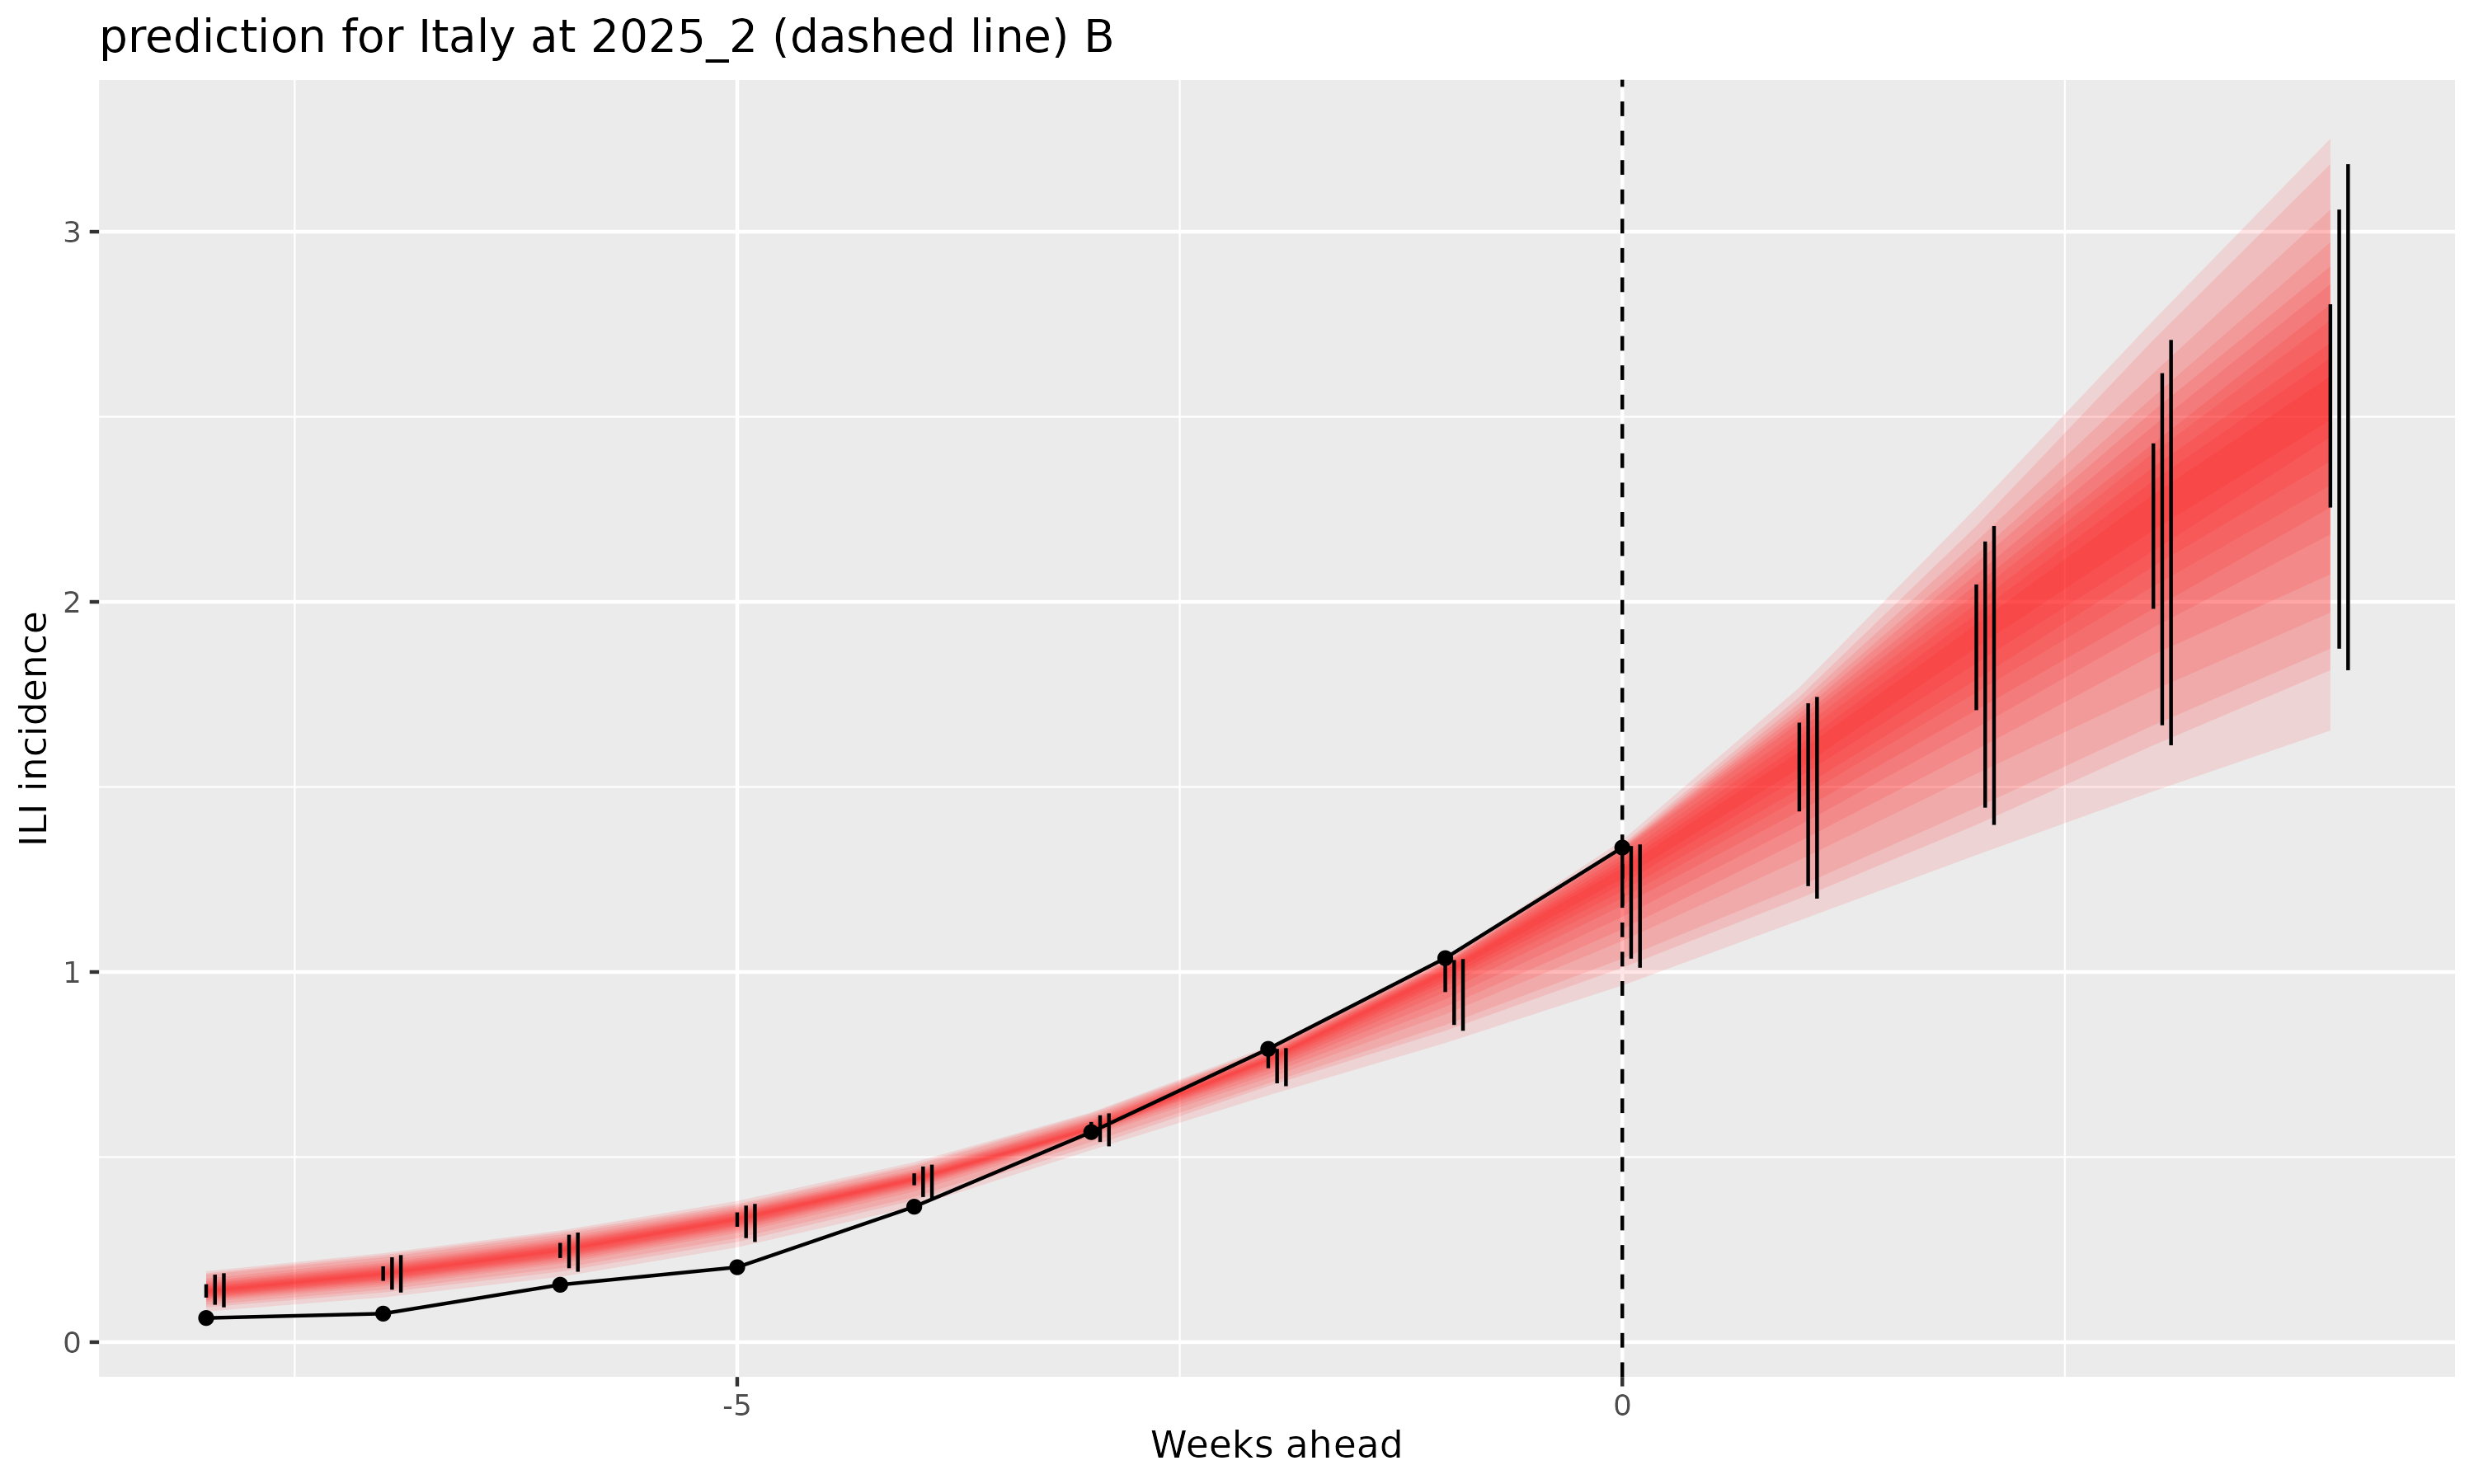 prediction for Italy at 2025_2 (dashed line) B
ILI incidence
3
2
1
0
-5
0
Weeks ahead